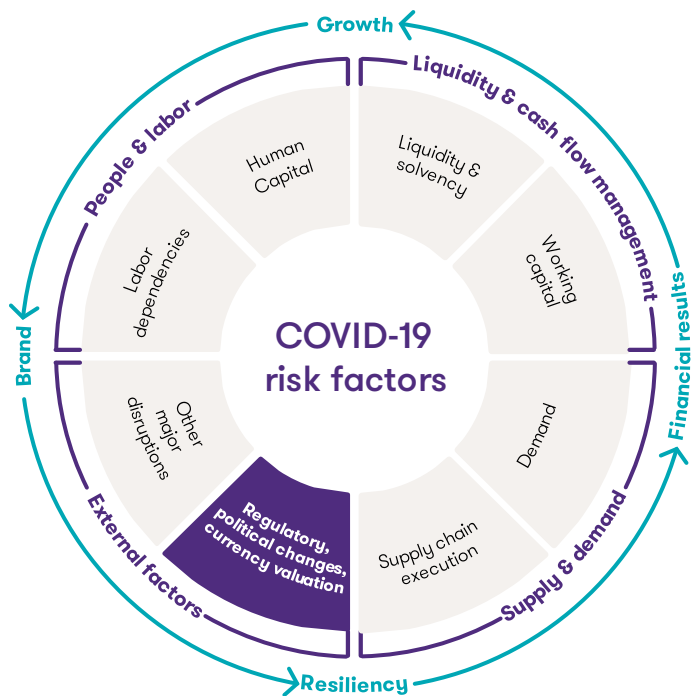 Growth
Liquidity & cash flow management
People & labor
Human
Capital
Liquidity &
solvency
Labor
dependencies
Working
capital
COVID-19
risk factors
Brand
Financial results
Other
major
disruptions
Demand
Regulatory,
political changes,
currency valuation
Supply chain
execution
External factors
Supply & demand
Resiliency